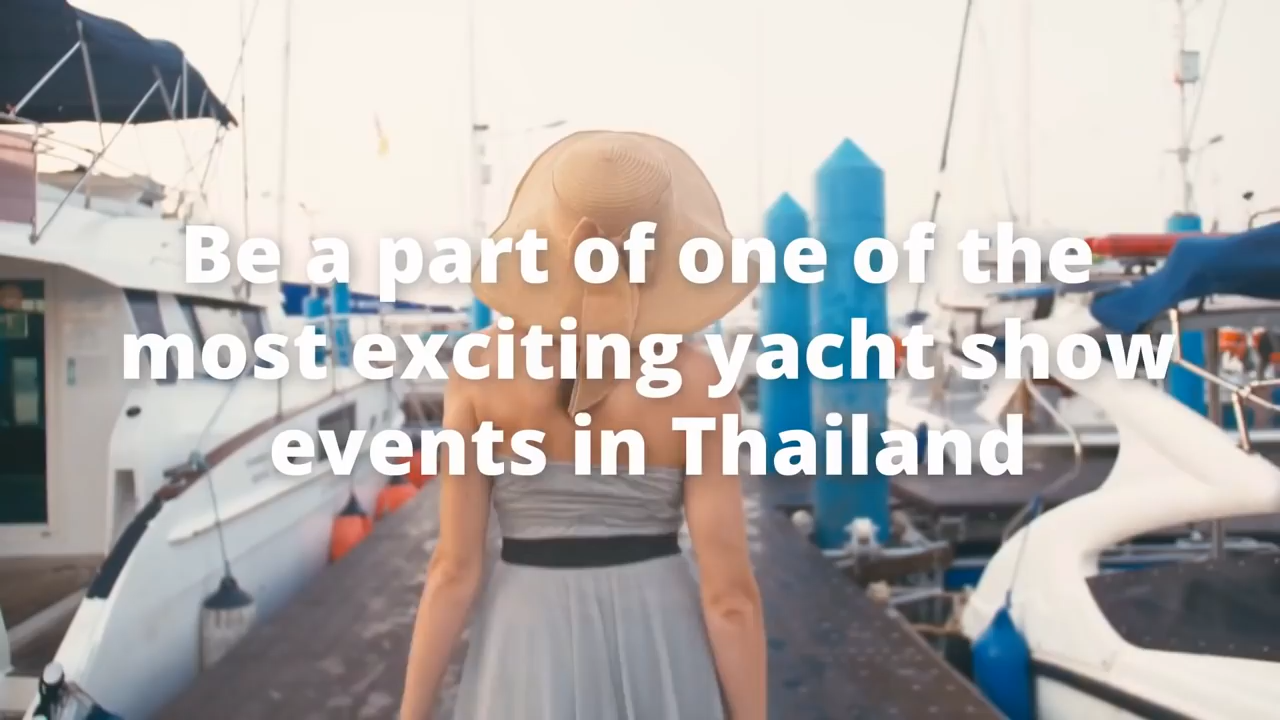 Be a part of one of the
most exciting yacht show
events in Thailand